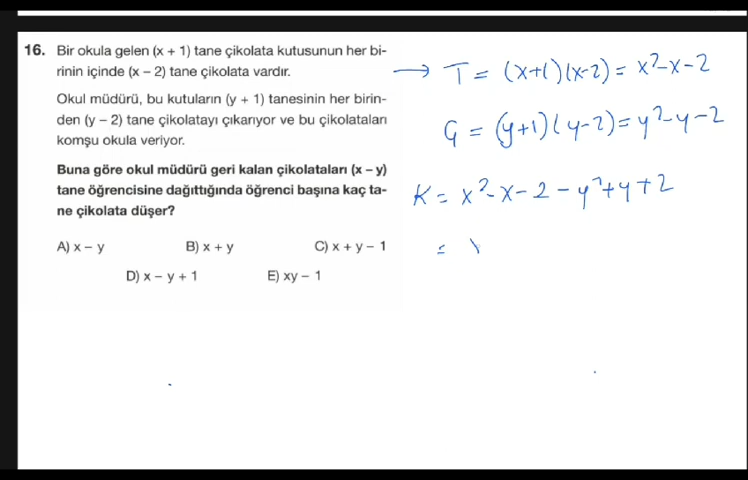 16. Bir okula gelen (x + 1) tane çikolata kutusunun her bi-
rinin içinde (x – 2) tane çikolata vardır.
Okul müdürü, bu kutuların (y + 1) tanesinin her birin-
den (y – 2) tane çikolatayı çıkarıyor ve bu çikolataları
komşu okula veriyor.
Buna göre okul müdürü geri kalan çikolataları (x – y)
tane öğrencisine dağıttığında öğrenci başına kaç ta-
ne çikolata düşer?
A) x – y B) x + y C) x + y – 1
D) x – y + 1 E) xy – 1
→ T = (x+1)(x-2) = x²-x-2
G = (y+1)(y-2) = y²-y-2
K = x²-x-2-y²+y+2
=